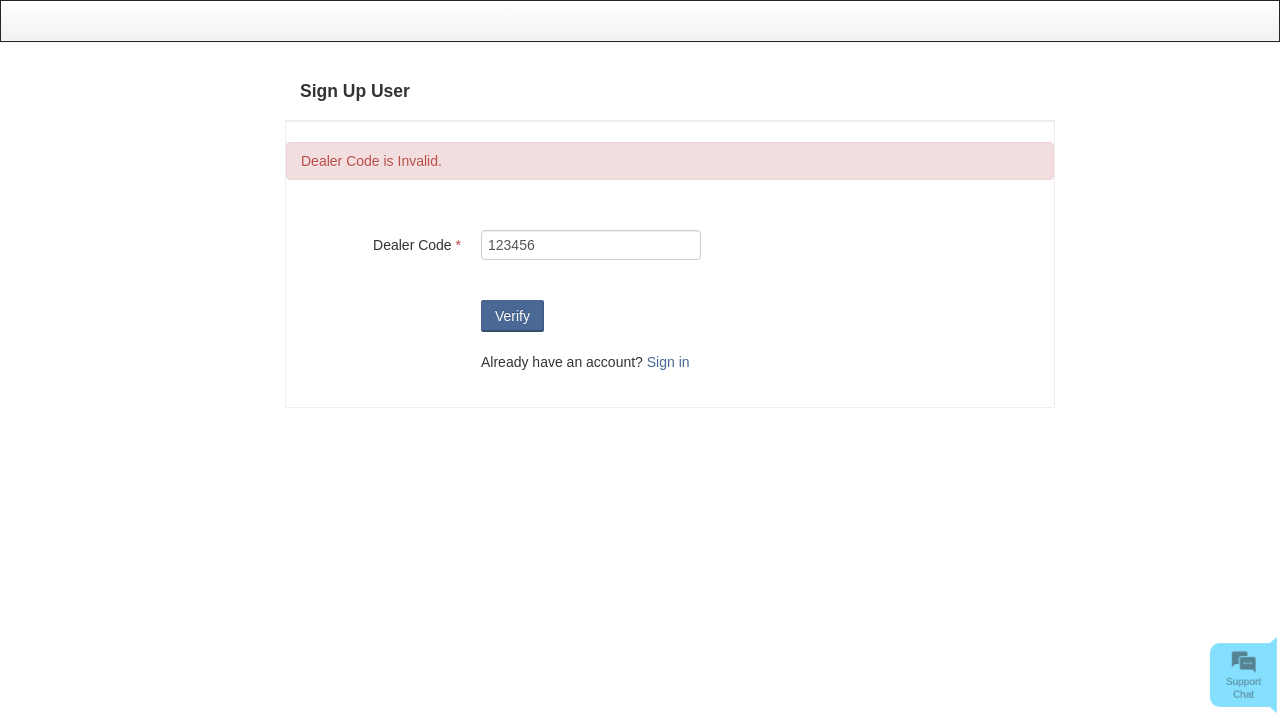 Sign Up User
Dealer Code is Invalid.
Dealer Code * 123456
Verify
Already have an account? Sign in
Support
Chat